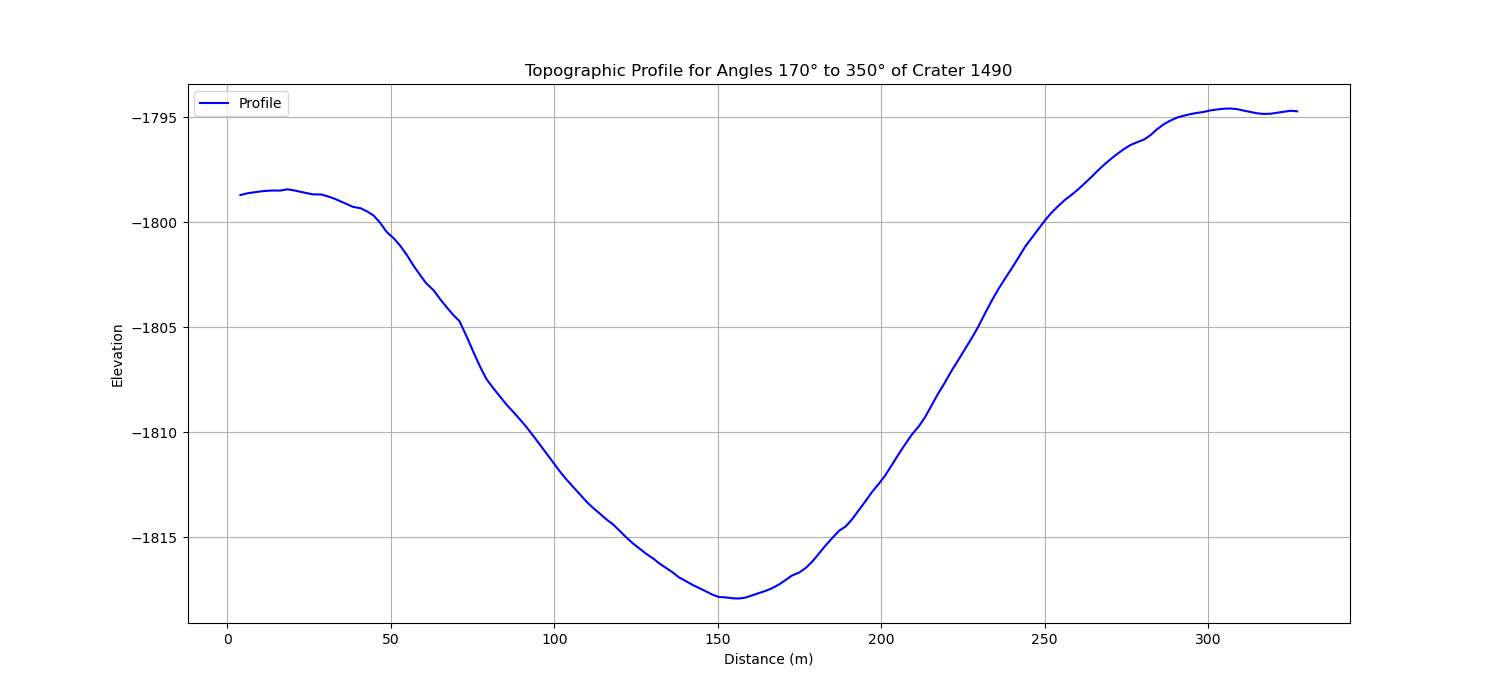 Topographic Profile for Angles 170° to 350° of Crater 1490
Profile
−1795
−1800
−1805
−1810
−1815
Elevation
0 50 100 150 200 250 300
Distance (m)